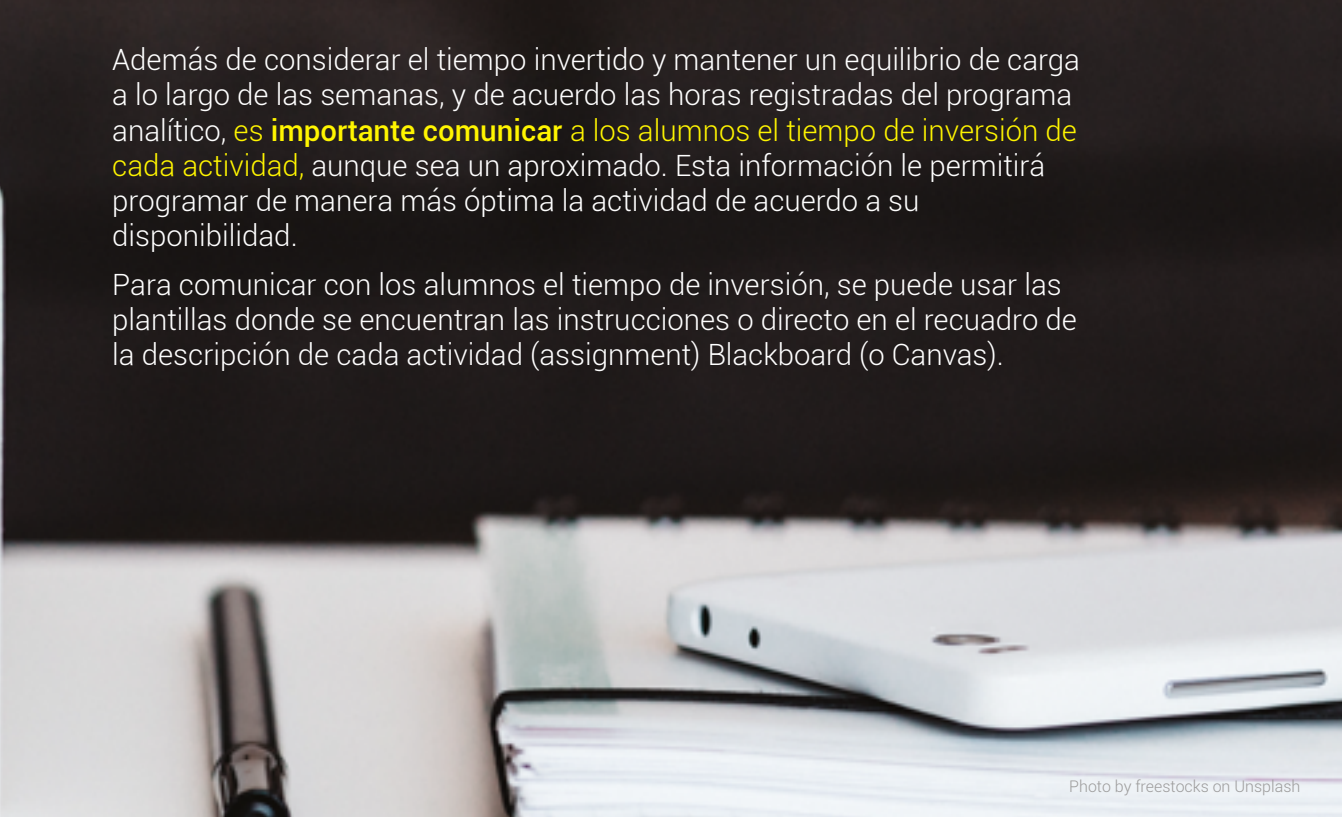 Además de considerar el tiempo invertido y mantener un equilibrio de carga
a lo largo de las semanas, y de acuerdo las horas registradas del programa
analítico, es importante comunicar a los alumnos el tiempo de inversión de
cada actividad, aunque sea un aproximado. Esta información le permitirá
programar de manera más óptima la actividad de acuerdo a su
disponibilidad.
Para comunicar con los alumnos el tiempo de inversión, se puede usar las
plantillas donde se encuentran las instrucciones o directo en el recuadro de
la descripción de cada actividad (assignment) Blackboard (o Canvas).
Photo by freestocks on Unsplash